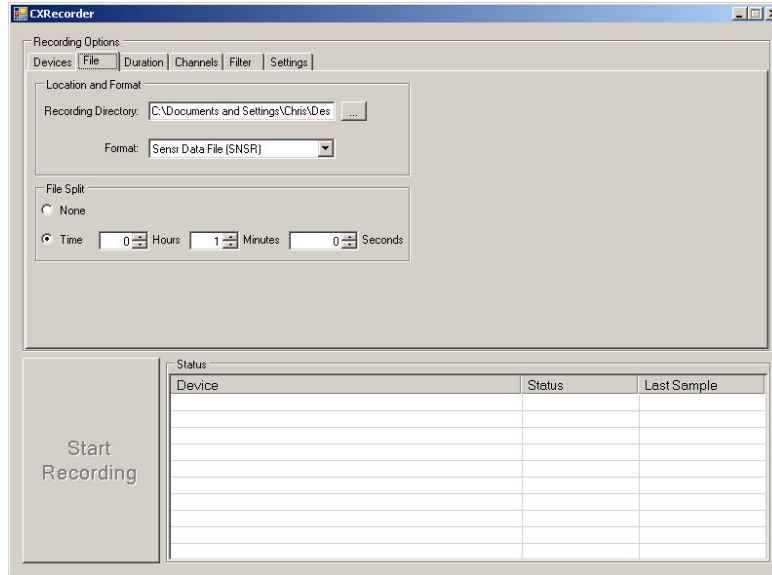 CXRecorder
Recording Options
Devices File Duration Channels Filter Settings
Location and Format
Recording Directory: C:\Documents and Settings\Chris\Des ...
Format: Sensr Data File (SNSR)
File Split
None
Time 0 Hours 1 Minutes 0 Seconds
Status
Device Status Last Sample
Start
Recording